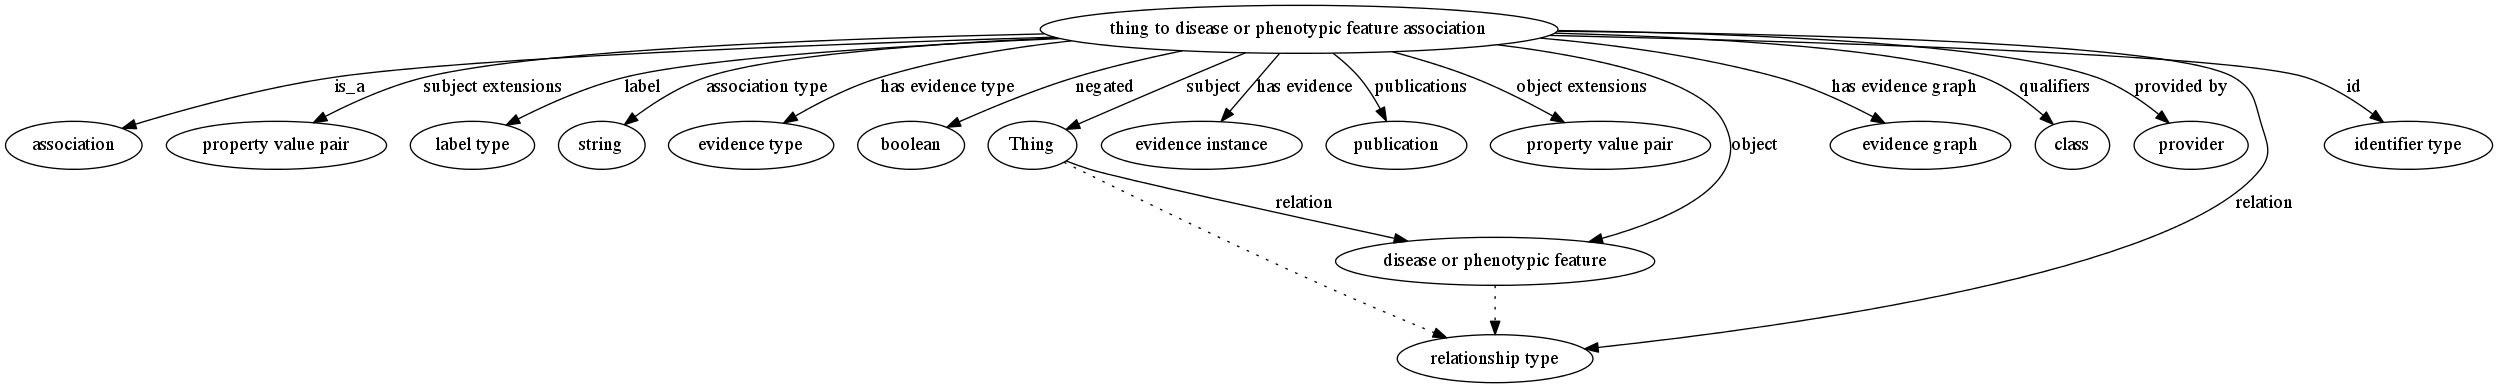 thing to disease or phenotypic feature association
is_a
subject extensions
label
association type
has evidence type
negated
subject
has evidence
publications
object extensions
has evidence graph
qualifiers
provided by
id
association
property value pair
label type
string
evidence type
boolean
Thing
evidence instance
publication
property value pair
object
evidence graph
class
provider
identifier type
relation
relation
disease or phenotypic feature
relationship type